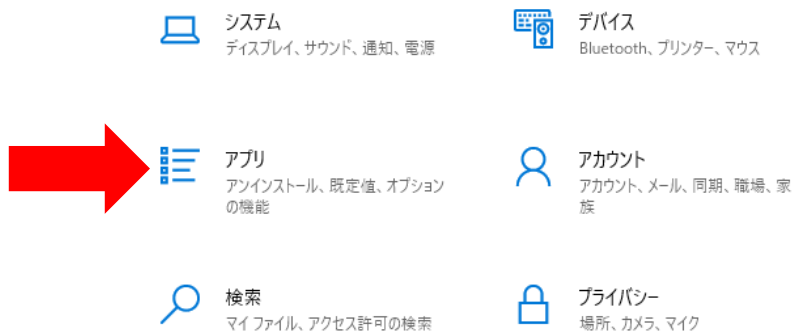 システム
ディスプレイ、サウンド、通知、電源
デバイス
Bluetooth、プリンター、マウス
アプリ
アンインストール、既定値、オプション
の機能
アカウント
アカウント、メール、同期、職場、家
族
検索
マイ ファイル、アクセス許可の検索
プライバシー
場所、カメラ、マイク